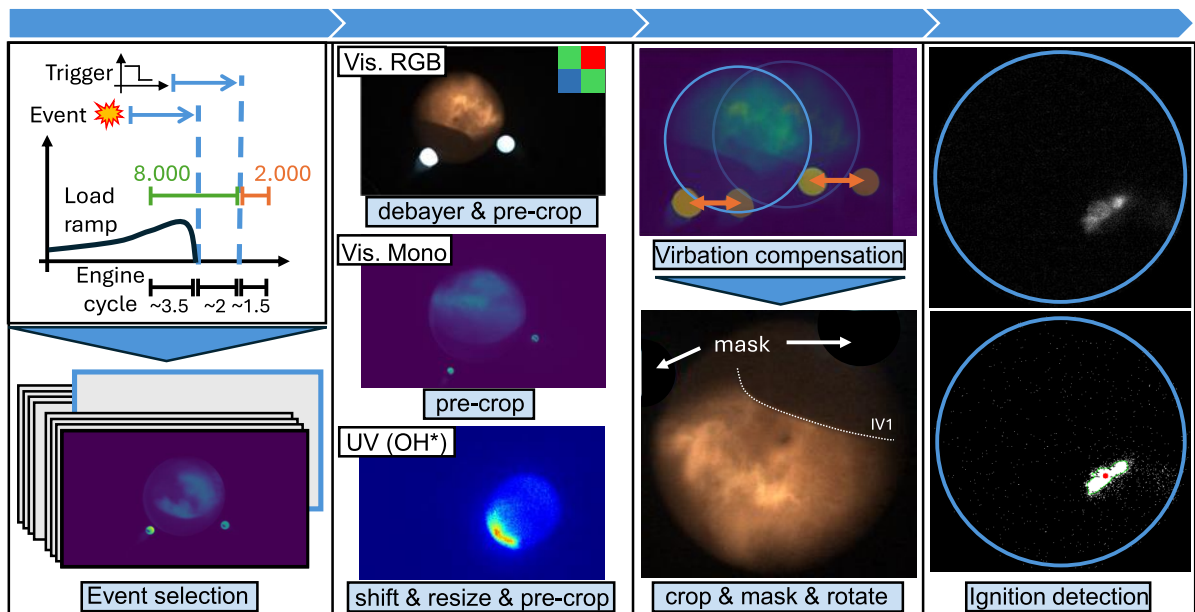 Trigger
Event
8.000
2.000
Load
ramp
Engine
cycle
~3.5
~2
~1.5
Event selection
Vis. RGB
debayer & pre-crop
Vis. Mono
pre-crop
UV (OH*)
shift & resize & pre-crop
Virbation compensation
mask
IV1
crop & mask & rotate
Ignition detection